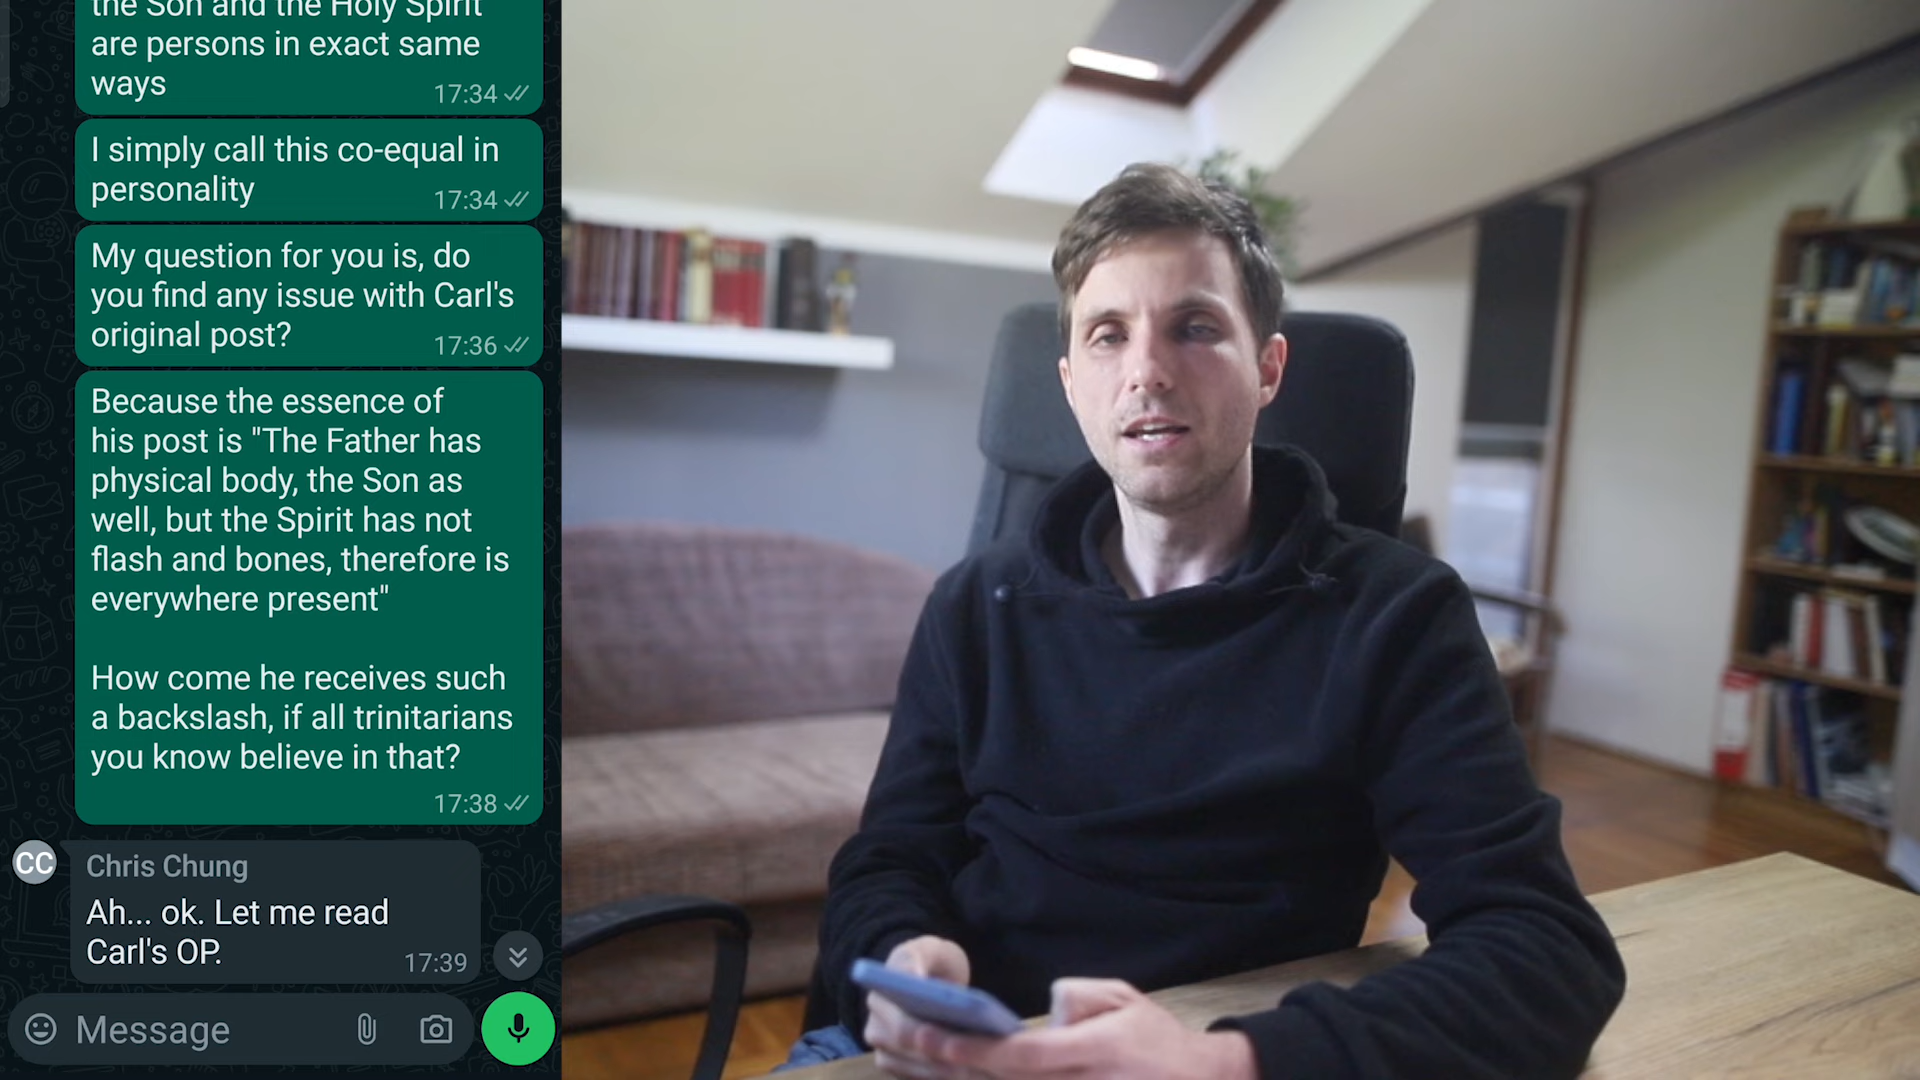 the Son and the Holy Spirit
are persons in exact same
ways
17:34
I simply call this co-equal in
personality
17:34
My question for you is, do
you find any issue with Carl's
original post?
17:36
Because the essence of
his post is "The Father has
physical body, the Son as
well, but the Spirit has not
flash and bones, therefore is
everywhere present"
How come he receives such
a backslash, if all trinitarians
you know believe in that?
17:38
CC
Chris Chung
Ah... ok. Let me read
Carl's OP.
17:39
Message